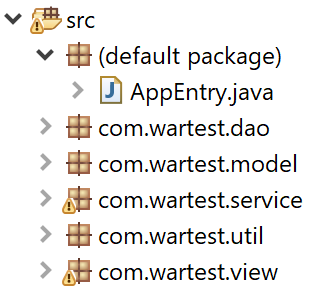 src
(default package)
AppEntry.java
com.wartest.dao
com.wartest.model
com.wartest.service
com.wartest.util
com.wartest.view